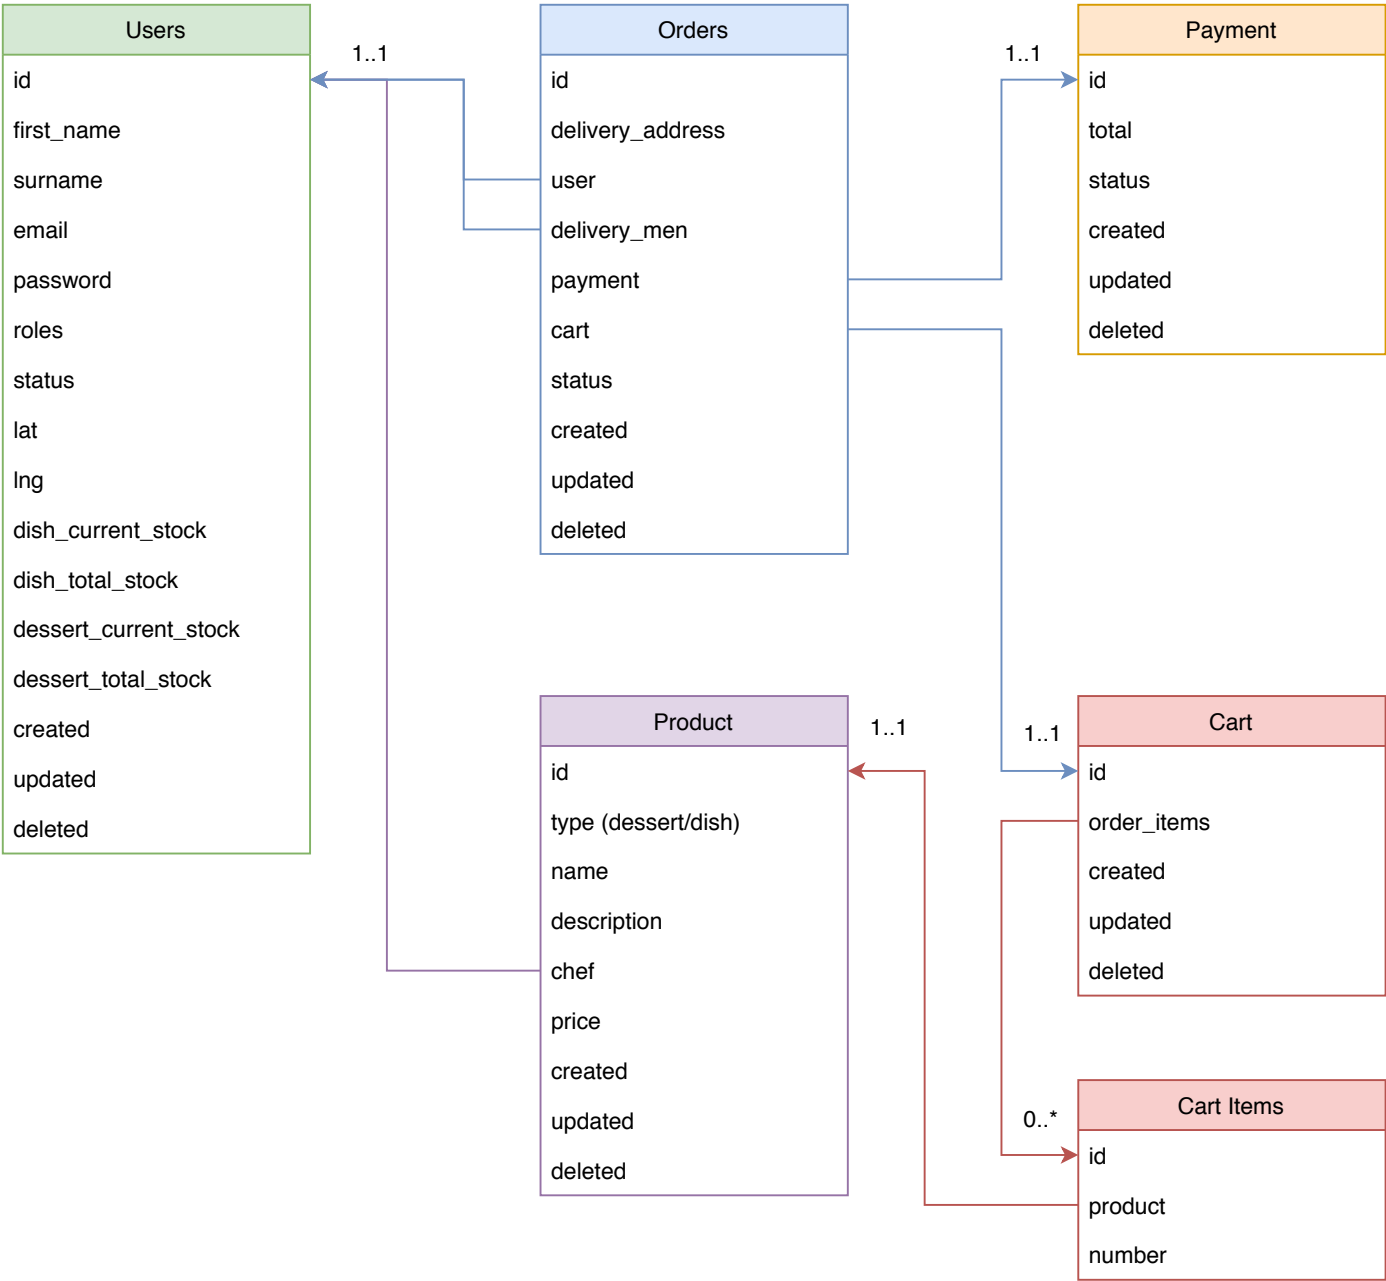 Users
id
first_name
surname
email
password
roles
status
lat
lng
dish_current_stock
dish_total_stock
dessert_current_stock
dessert_total_stock
created
updated
deleted
1..1
Orders
id
delivery_address
user
delivery_men
payment
cart
status
created
updated
deleted
1..1
Payment
id
total
status
created
updated
deleted
Product
id
type (dessert/dish)
name
description
chef
price
created
updated
deleted
1..1
1..1
Cart
id
order_items
created
updated
deleted
0..*
Cart Items
id
product
number